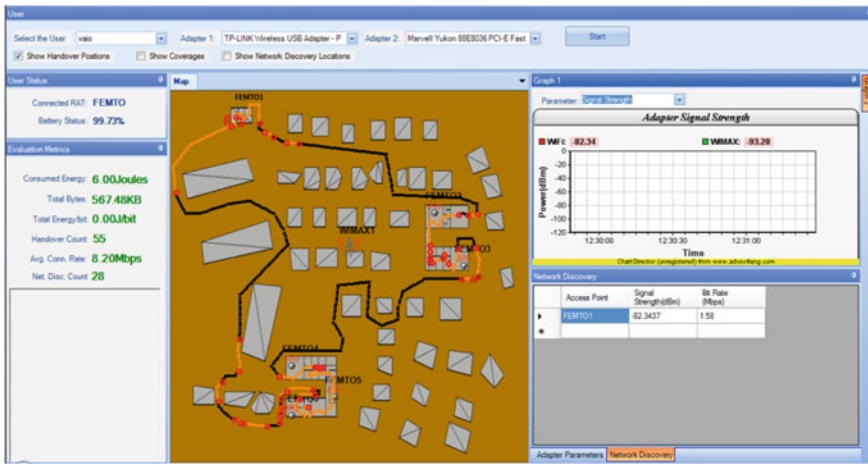 User
Select the User vaio Adapter 1: TP-LINK Wireless USB Adapter - P Adapter 2: Marvell Yukon 88E8036 PCI-E Fast Start
Show Handover Positions Show Coverages Show Network Discovery Locations
User Status:
Connected RAT: FEMTO
Battery Status: 99.73%
Evaluation Metrics
Consumed Energy: 6.00Joules
Total Bytes: 567.48KB
Total Energy/bit: 0.00J/bit
Handover Count: 55
Avg. Conn. Rate: 8.20Mbps
Net. Disc. Count 28
Map
FEMTO1
WIMAX1
FEMTO3
FEMTO4
FEMTO5
Graph 1
Parameter: Signal Strength
Adapter Signal Strength
WiFi: -82.34 WIMAX: -93.28
Power(dBm)
0
-20
-40
-60
-80
-100
-120
12:30:00 12:30:30 12:31:00
Time
ChartDirector (unregistered) from www.advsofteng.com
Network Discovery
Access Point Signal Strength(dBm) Bit Rate (Mbps)
FEMTO1 -82.3437 1.58
Adapter Parameters Network Discovery